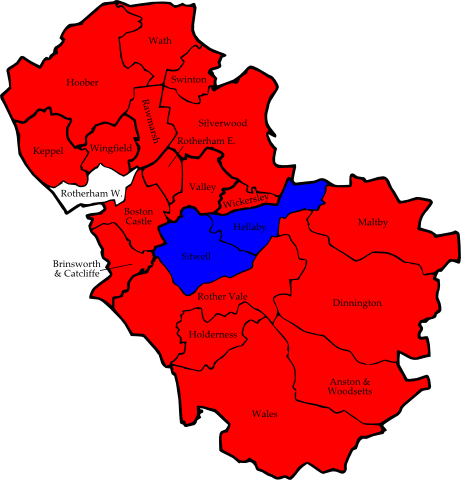 Wath
Hoober
Swinton
Rawmarsh
Silverwood
Rotherham E.
Keppel
Wingfield
Rotherham W.
Valley
Wickersley
Boston
Castle
Maltby
Hellaby
Sitwell
Brinsworth
& Catcliffe
Rother Vale
Dinnington
Holderness
Anston &
Woodsetts
Wales